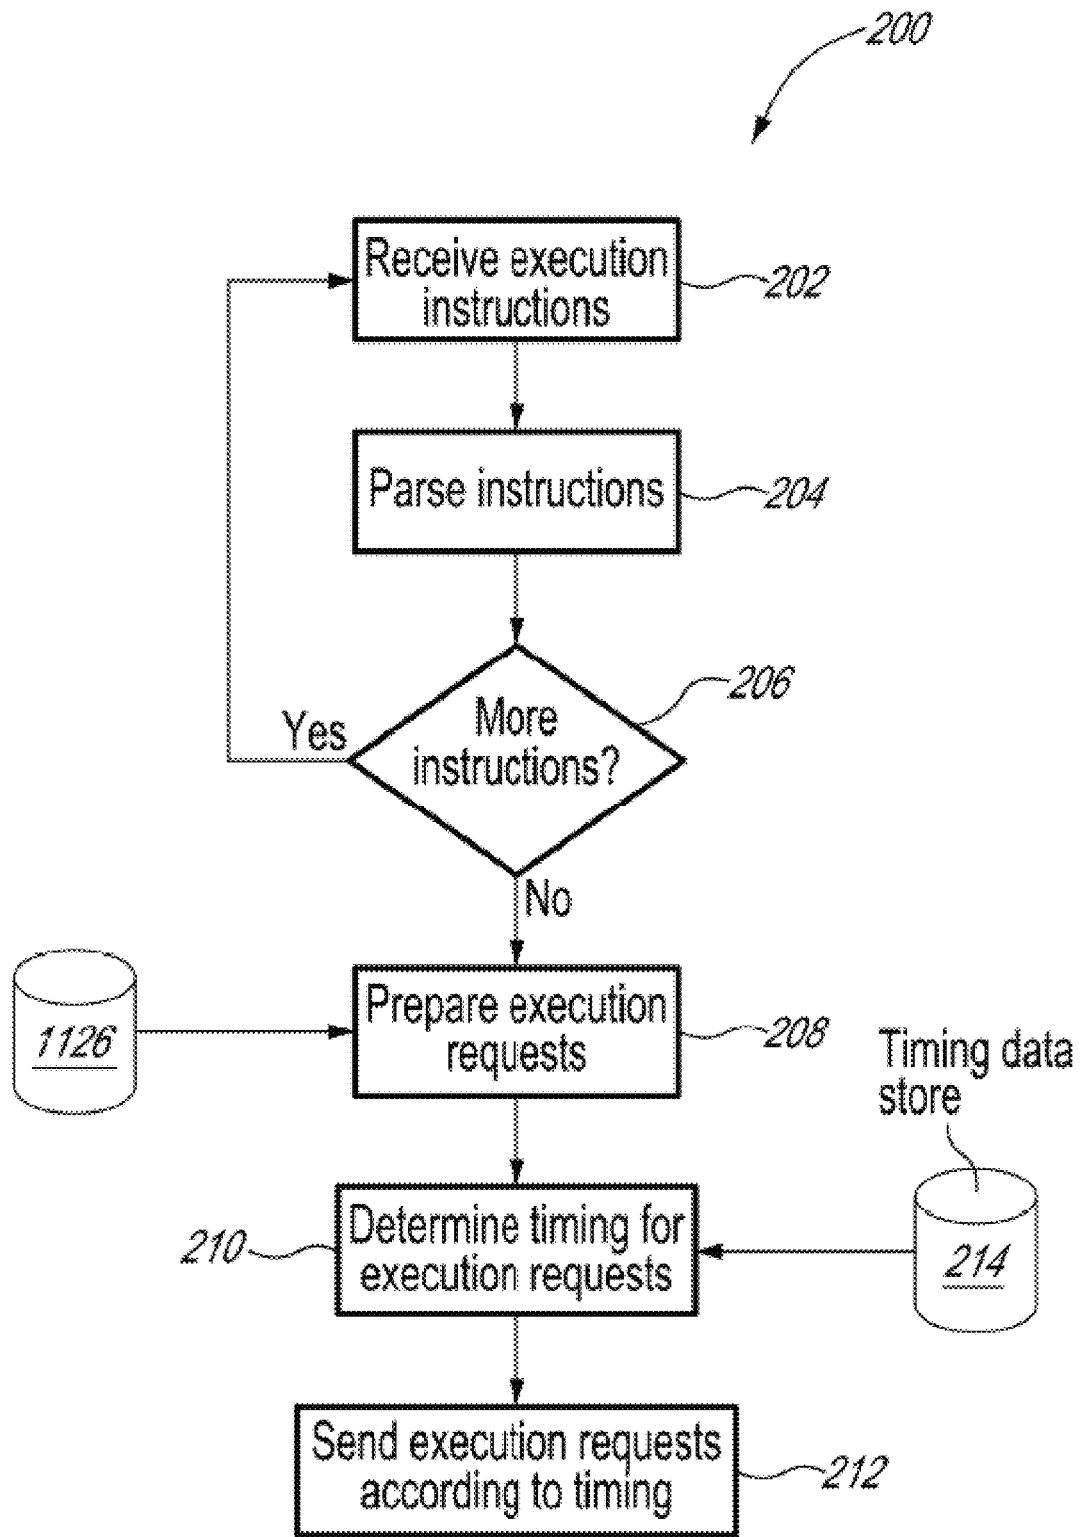 200
Receive execution
instructions
202
Parse instructions
204
206
More
instructions?
Yes
No
1126
Prepare execution
requests
208
Timing data
store
210
Determine timing for
execution requests
214
Send execution requests
according to timing
212